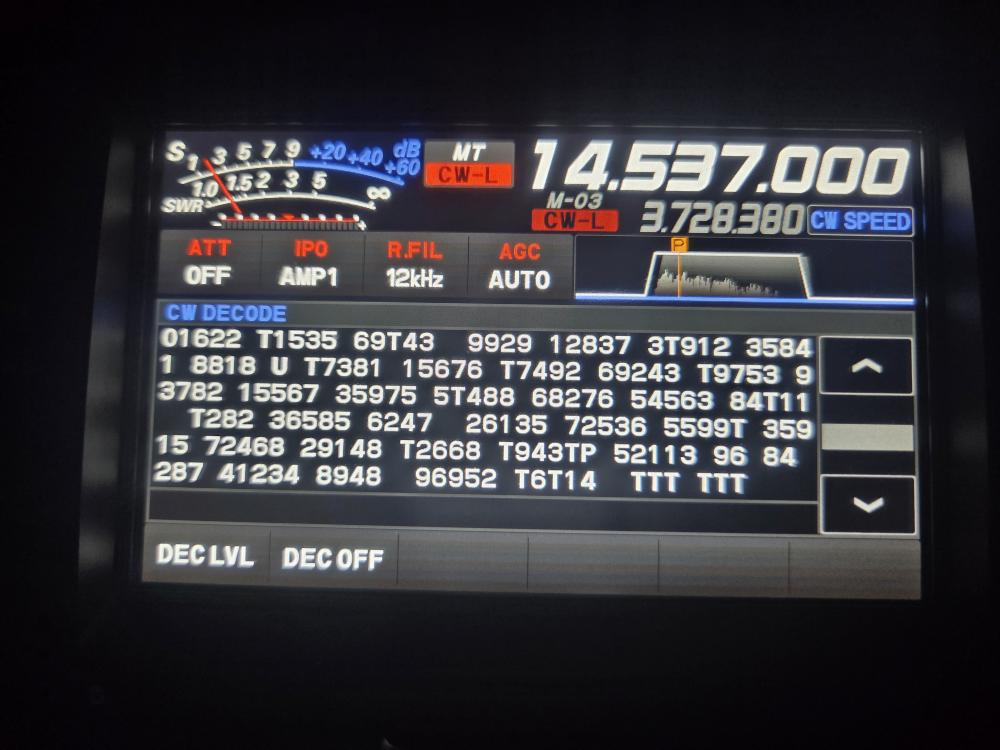 S 1 3 5 7 9 +20 +40 +60 dB
1.0 1.5 2 3 5 ∞
SWR
MT
CW-L
14.537.000
M-03
CW-L
3.728.380
CW SPEED
ATT
OFF
IPO
AMP1
R.FIL
12kHz
AGC
AUTO
P
CW DECODE
01622 T1535 69T43 9929 12837 3T912 3584
1 8818 U T7381 15676 T7492 69243 T9753 9
3782 15567 35975 5T488 68276 54563 84T11
T282 36585 6247 26135 72536 5599T 359
15 72468 29148 T2668 T943TP 52113 96 84
287 41234 8948 96952 T6T14 TTT TTT
DEC LVL DEC OFF